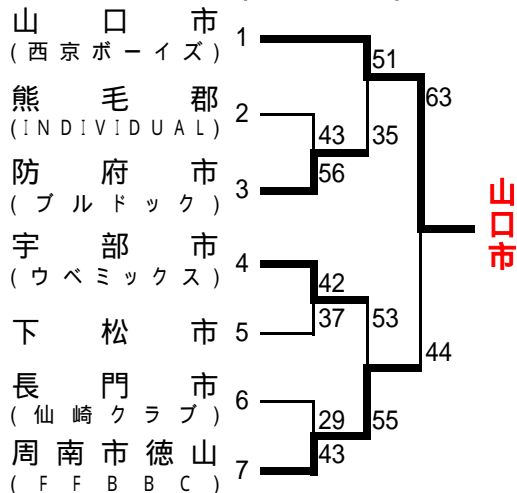 山口市 1
(西京ボーイズ)
51
63
熊毛郡 2
(INDIVIDUAL)
43 35
防府市 3
56
(ブルドック)
山口市
宇部市 4
(ウベミックス)
42
下松市 5
37 53
44
長門市 6
(仙崎クラブ)
29 55
周南市徳山 7
43
(FFBBC)